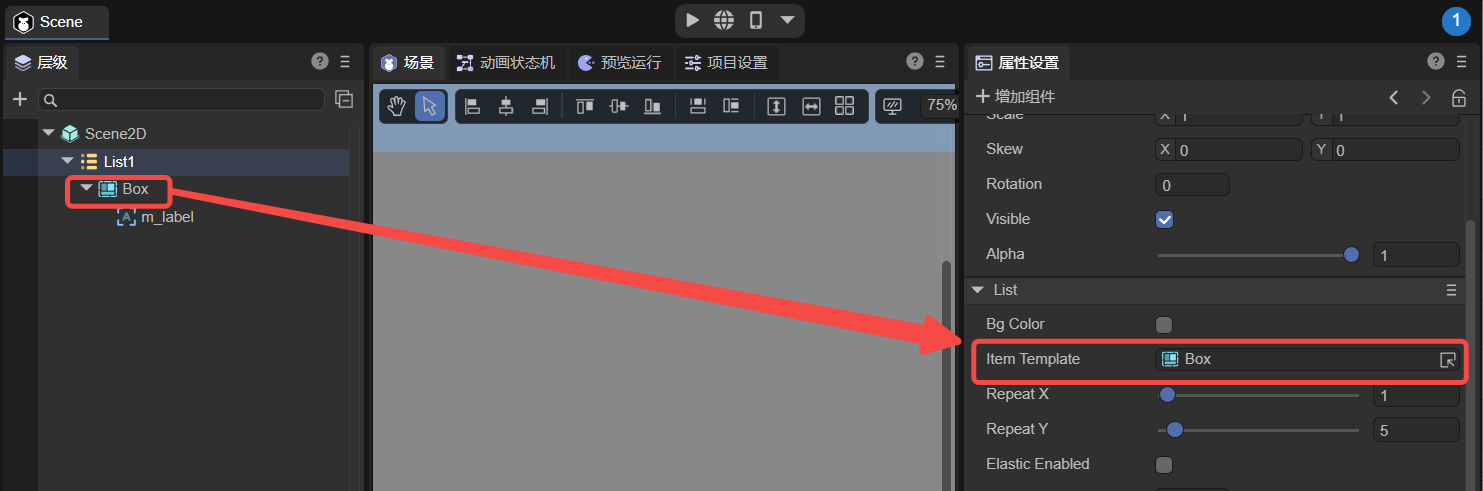 Scene
1
层级
场景
动画状态机
预览运行
项目设置
属性设置
增加组件
75%
Scene2D
List1
Box
A m_label
Scale X 1 Y 1
Skew X 0 Y 0
Rotation 0
Visible
Alpha 1
List
Bg Color
Item Template Box
Repeat X 1
Repeat Y 5
Elastic Enabled